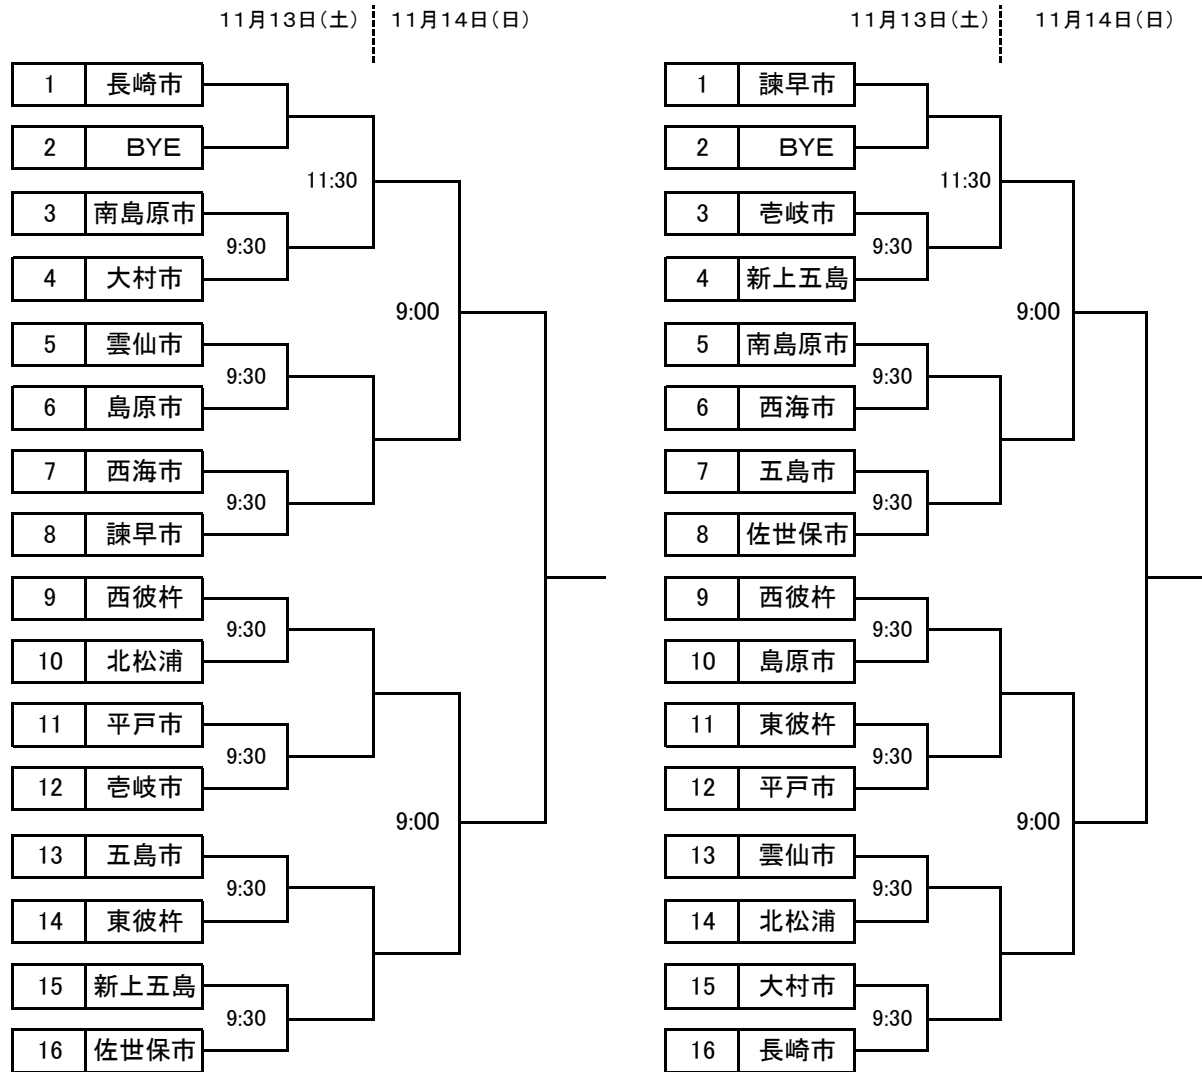 11月13日(土) 11月14日(日)
1 長崎市
2 BYE
11:30
3 南島原市
9:30
4 大村市
9:00
5 雲仙市
9:30
6 島原市
7 西海市
9:30
8 諫早市
9 西彼杵
9:30
10 北松浦
11 平戸市
9:30
12 壱岐市
9:00
13 五島市
9:30
14 東彼杵
15 新上五島
9:30
16 佐世保市
11月13日(土) 11月14日(日)
1 諫早市
2 BYE
11:30
3 壱岐市
9:30
4 新上五島
9:00
5 南島原市
9:30
6 西海市
7 五島市
9:30
8 佐世保市
9 西彼杵
9:30
10 島原市
11 東彼杵
9:30
12 平戸市
9:00
13 雲仙市
9:30
14 北松浦
15 大村市
9:30
16 長崎市